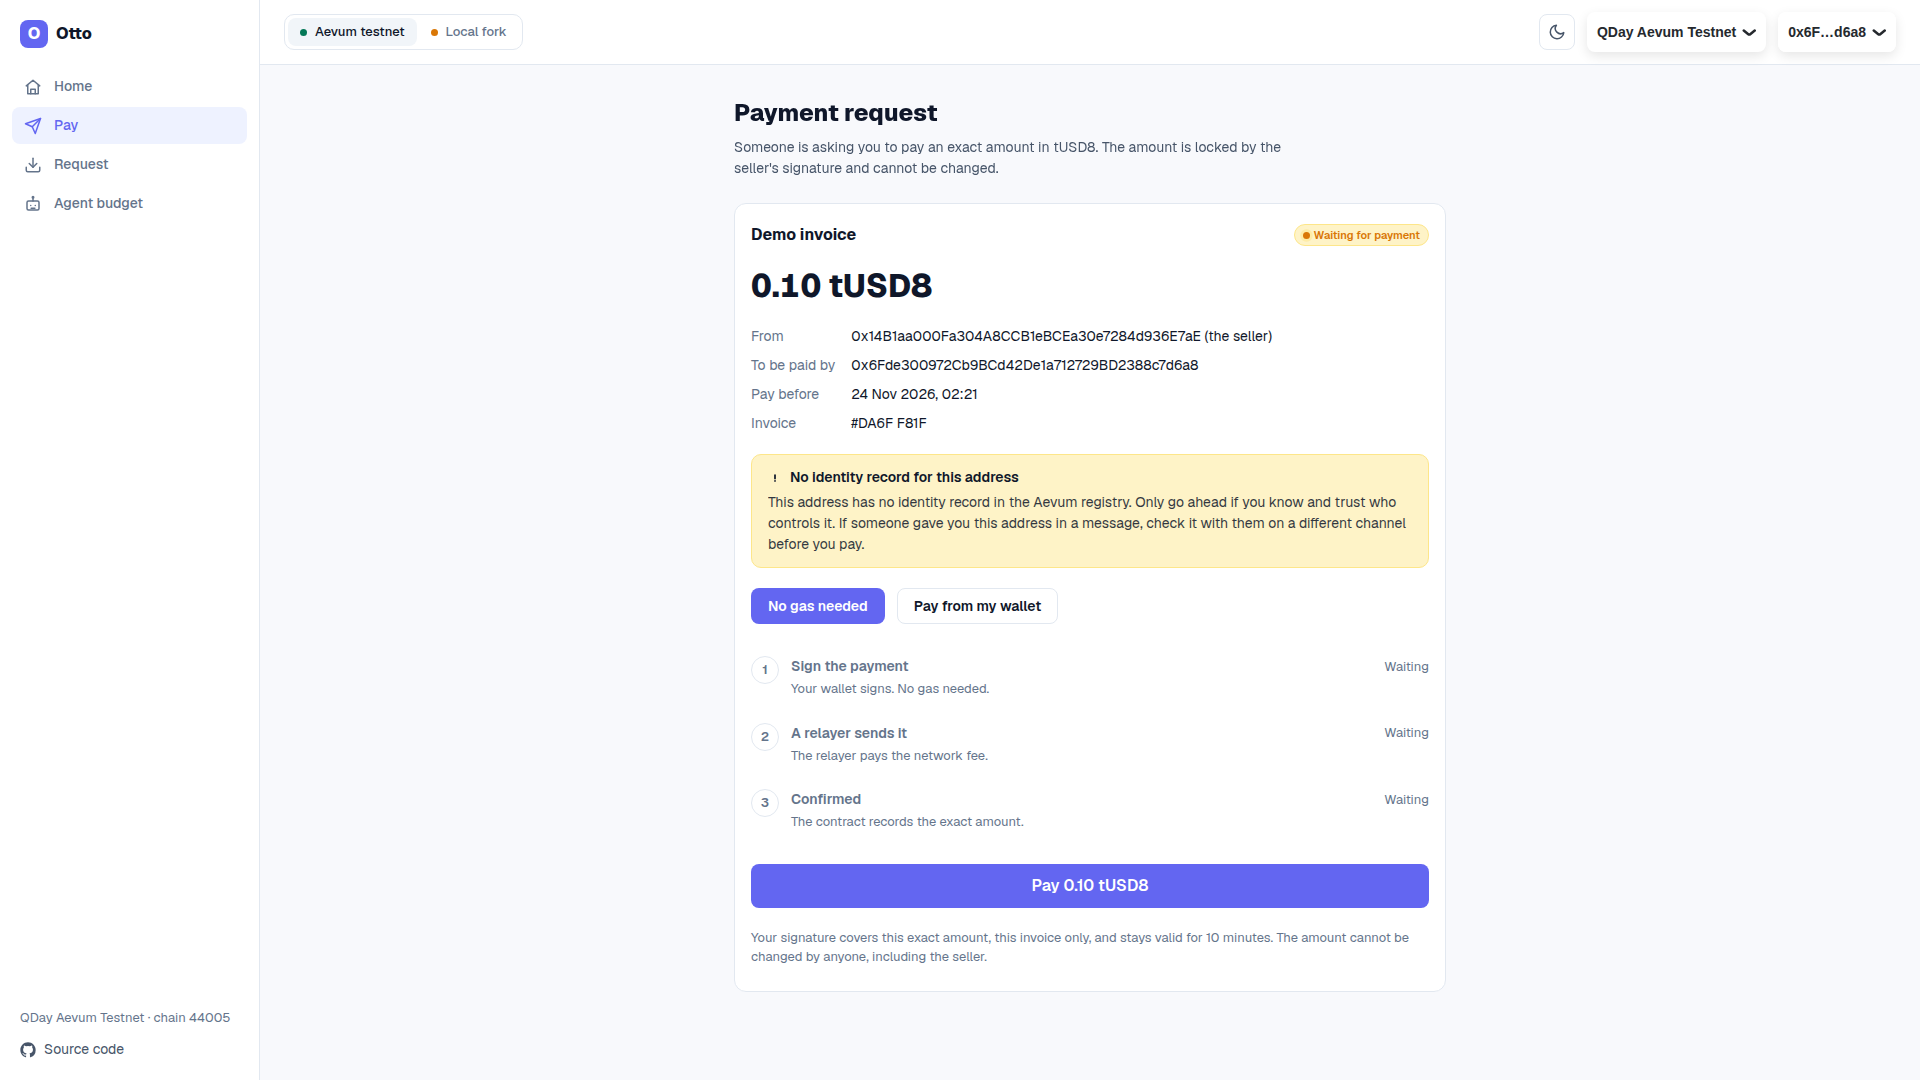 O Otto
Home
Pay
Request
Agent budget
QDay Aevum Testnet · chain 44005
Source code
Aevum testnet
Local fork
QDay Aevum Testnet
0x6F...d6a8
Payment request
Someone is asking you to pay an exact amount in tUSD8. The amount is locked by the
seller's signature and cannot be changed.
Demo invoice
Waiting for payment
0.10 tUSD8
From 0x14B1aa000Fa304A8CCB1eBCEa30e7284d936E7aE (the seller)
To be paid by 0x6Fde300972Cb9BCd42De1a712729BD2388c7d6a8
Pay before 24 Nov 2026, 02:21
Invoice #DA6F F81F
! No identity record for this address
This address has no identity record in the Aevum registry. Only go ahead if you know and trust who
controls it. If someone gave you this address in a message, check it with them on a different channel
before you pay.
No gas needed
Pay from my wallet
1 Sign the payment Waiting
Your wallet signs. No gas needed.
2 A relayer sends it Waiting
The relayer pays the network fee.
3 Confirmed Waiting
The contract records the exact amount.
Pay 0.10 tUSD8
Your signature covers this exact amount, this invoice only, and stays valid for 10 minutes. The amount cannot be
changed by anyone, including the seller.